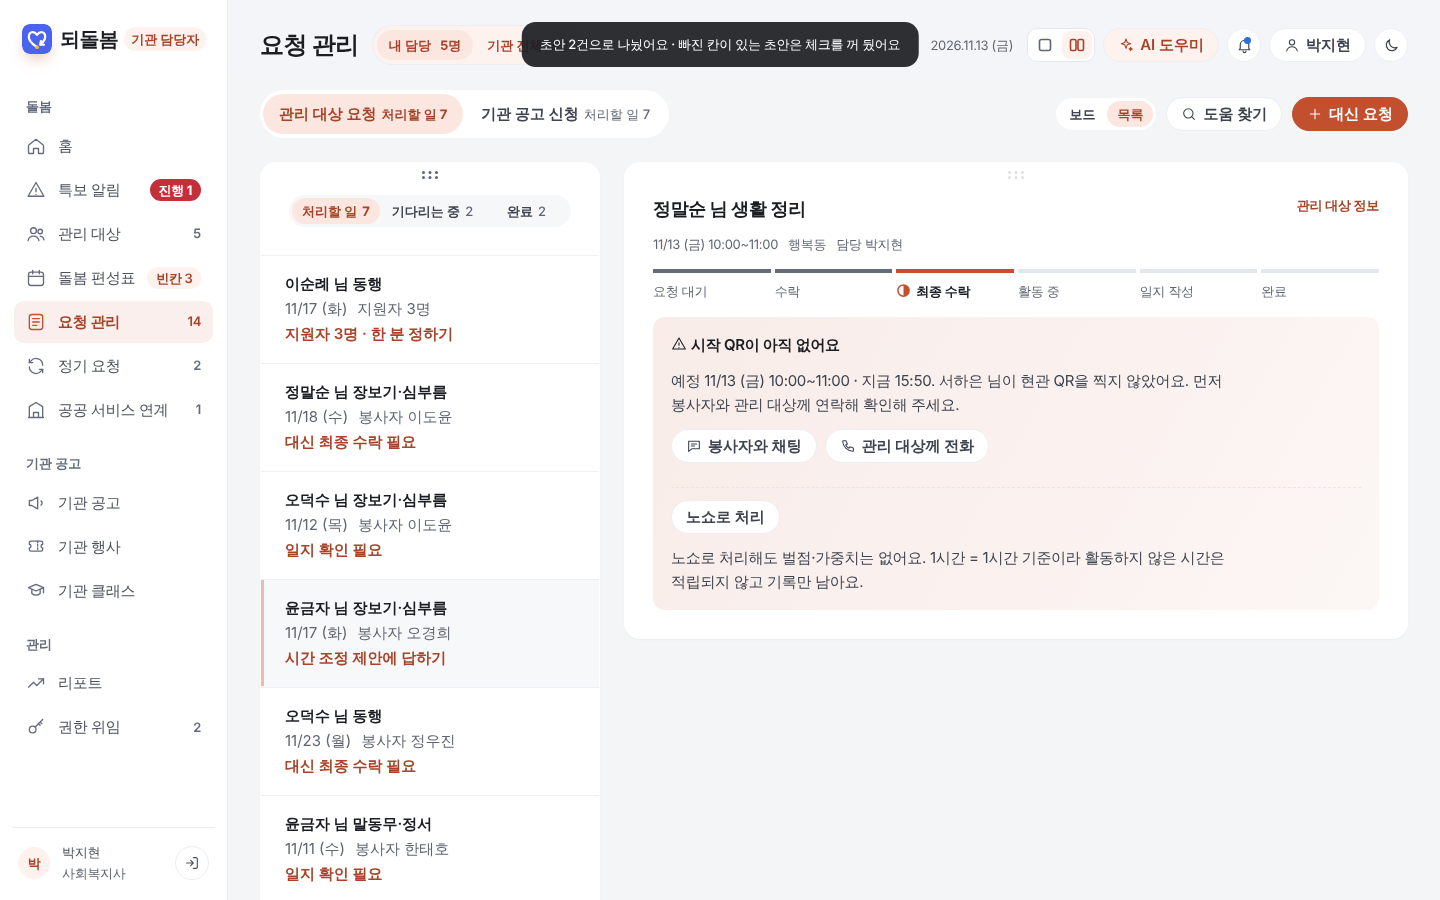 되돌봄 기관 담당자
돌봄
홈
특보 알림 진행 1
관리 대상 5
돌봄 편성표 빈칸 3
요청 관리 14
정기 요청 2
공공 서비스 연계 1
기관 공고
기관 공고
기관 행사
기관 클래스
관리
리포트
권한 위임 2
박
박지현
사회복지사
요청 관리
내 담당 5명 기관
초안 2건으로 나눴어요 · 빠진 칸이 있는 초안은 체크를 꺼 뒀어요
2026.11.13 (금)
AI 도우미
박지현
관리 대상 요청 처리할 일 7
기관 공고 신청 처리할 일 7
보드 목록
도움 찾기
대신 요청
처리할 일 7 기다리는 중 2 완료 2
이순례 님 동행
11/17 (화) 지원자 3명
지원자 3명 · 한 분 정하기
정말순 님 장보기·심부름
11/18 (수) 봉사자 이도윤
대신 최종 수락 필요
오덕수 님 장보기·심부름
11/12 (목) 봉사자 이도윤
일지 확인 필요
윤금자 님 장보기·심부름
11/17 (화) 봉사자 오경희
시간 조정 제안에 답하기
오덕수 님 동행
11/23 (월) 봉사자 정우진
대신 최종 수락 필요
윤금자 님 말동무·정서
11/11 (수) 봉사자 한태호
일지 확인 필요
정말순 님 생활 정리
관리 대상 정보
11/13 (금) 10:00~11:00 행복동 담당 박지현
요청 대기 수락 최종 수락 활동 중 일지 작성 완료
시작 QR이 아직 없어요
예정 11/13 (금) 10:00~11:00 · 지금 15:50. 서하은 님이 현관 QR을 찍지 않았어요. 먼저
봉사자와 관리 대상께 연락해 확인해 주세요.
봉사자와 채팅
관리 대상께 전화
노쇼로 처리
노쇼로 처리해도 벌점·가중치는 없어요. 1시간 = 1시간 기준이라 활동하지 않은 시간은
적립되지 않고 기록만 남아요.